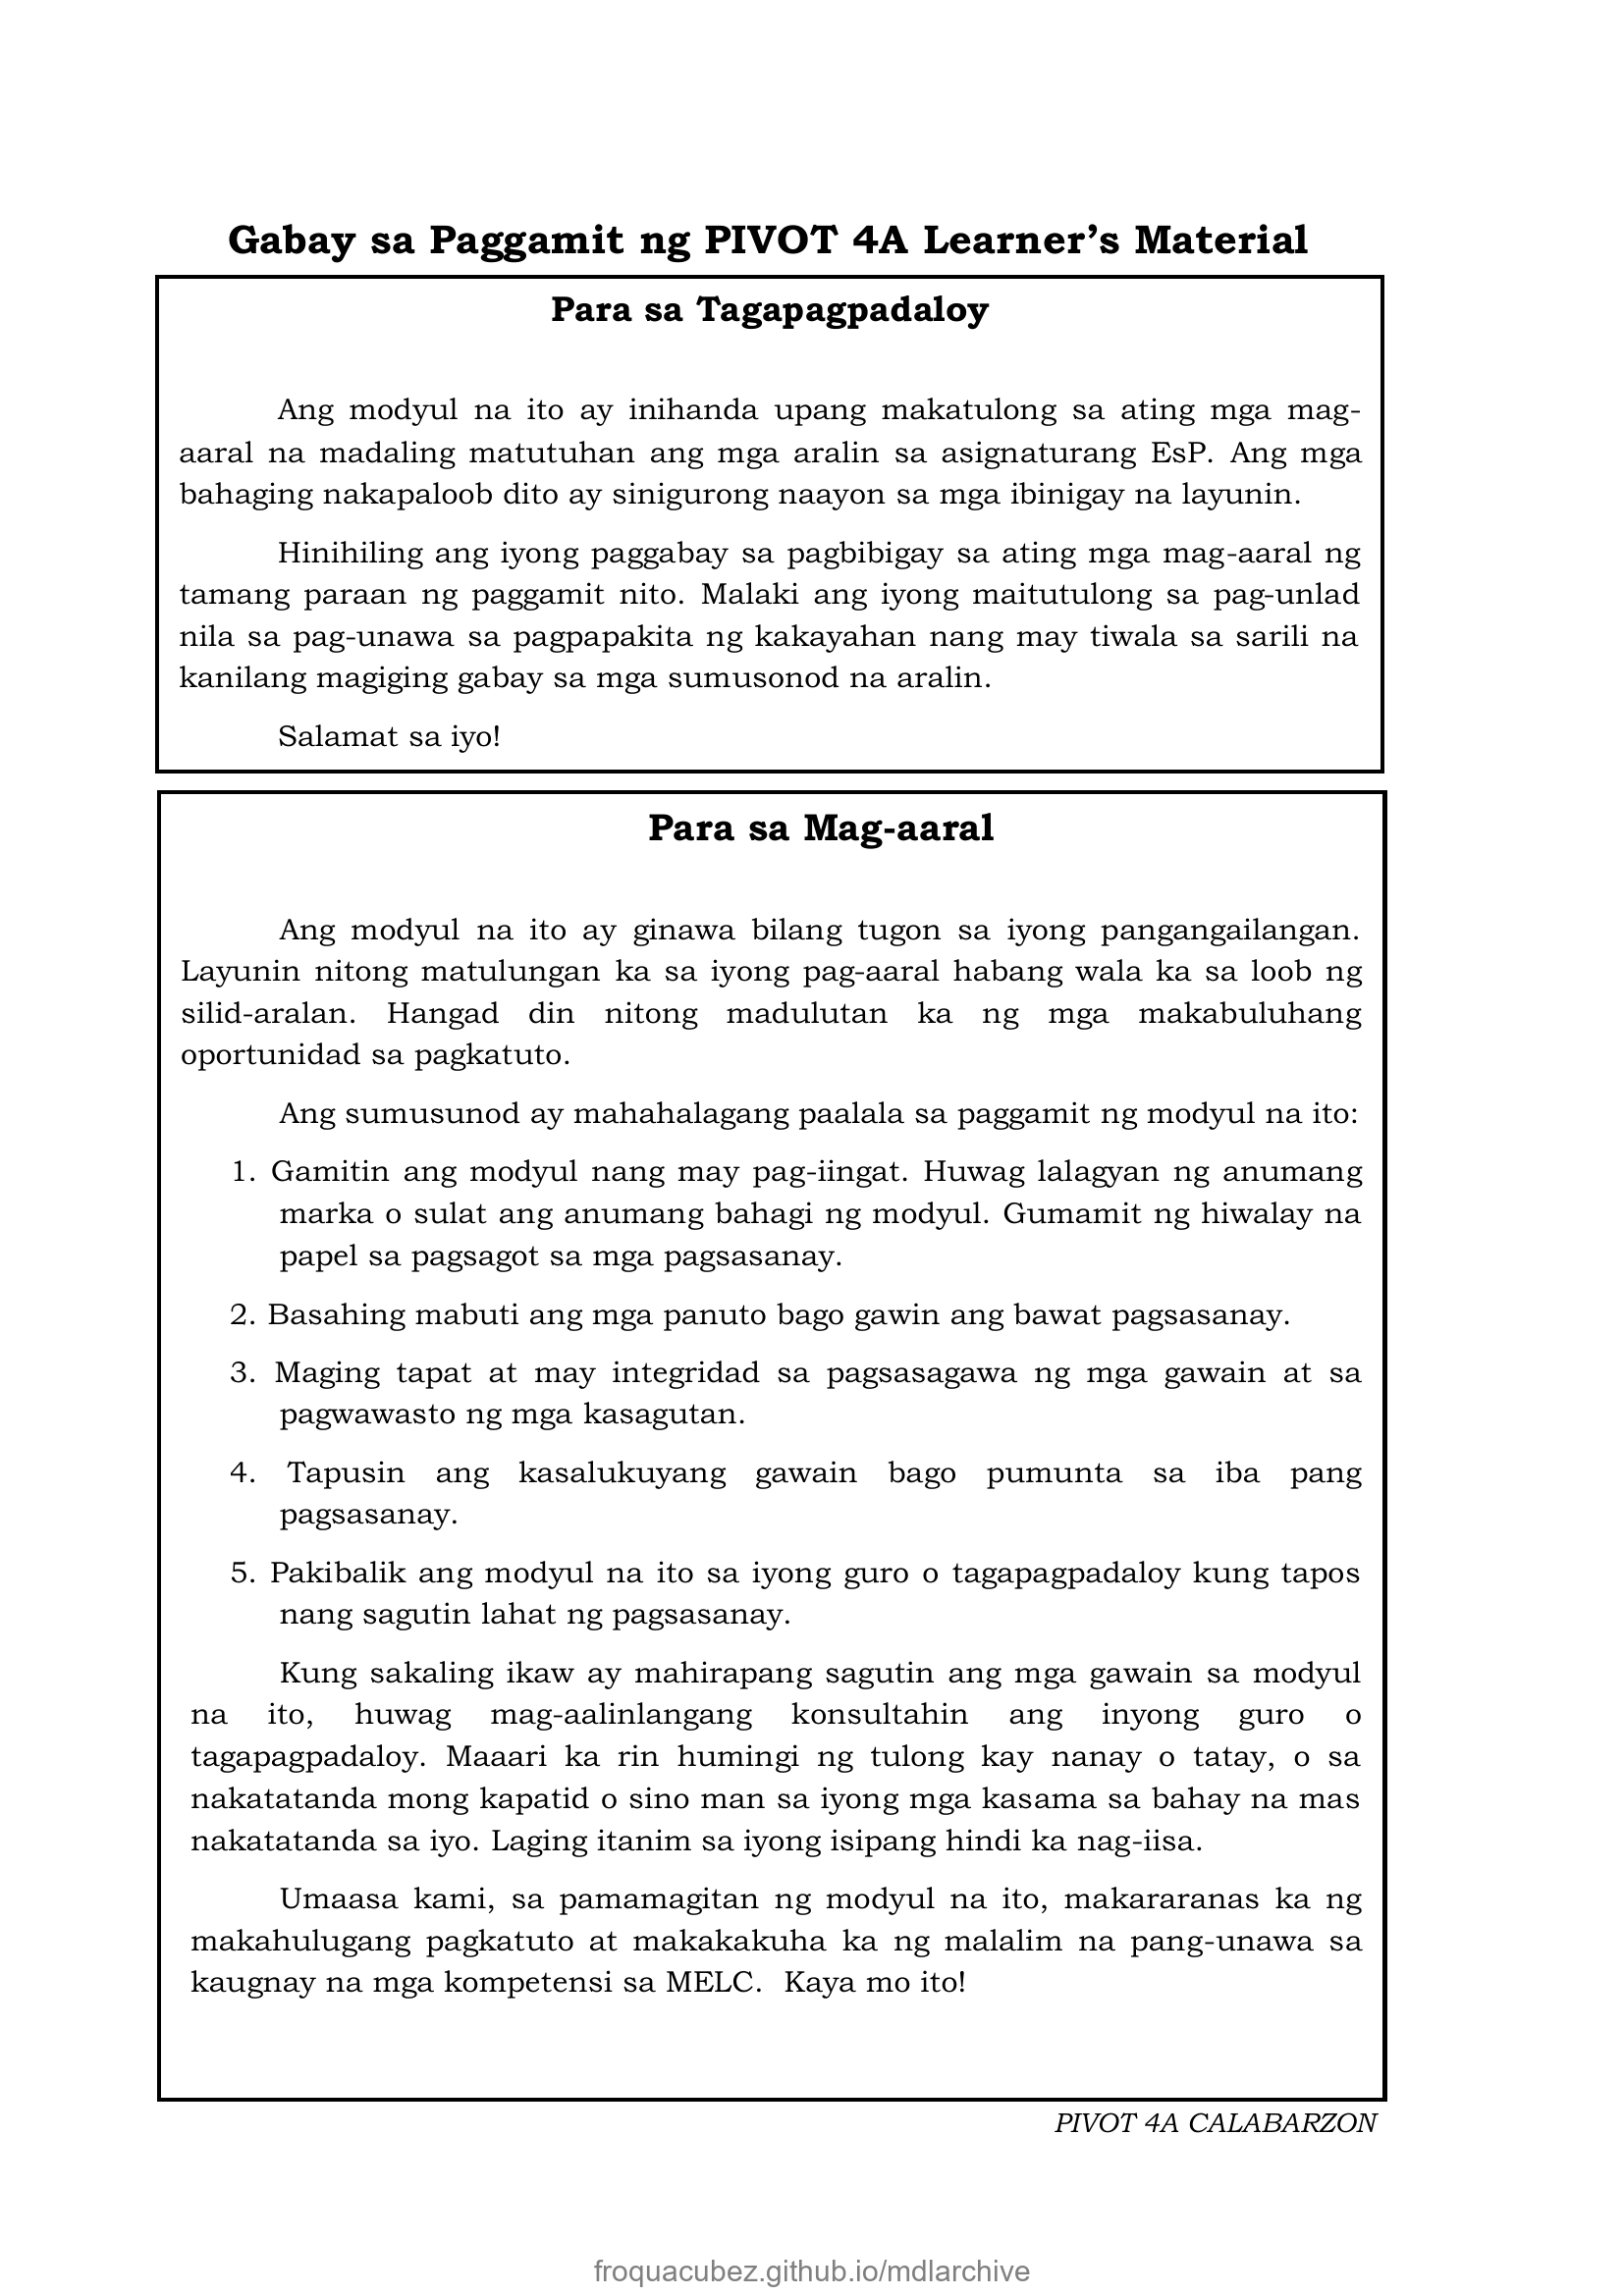 Gabay sa Paggamit ng PIVOT 4A Learner’s Material
Para sa Tagapagpadaloy
Ang modyul na ito ay inihanda upang makatulong sa ating mga mag-
aaral na madaling matutuhan ang mga aralin sa asignaturang EsP. Ang mga
bahaging nakapaloob dito ay sinigurong naayon sa mga ibinigay na layunin.
Hinihiling ang iyong paggabay sa pagbibigay sa ating mga mag-aaral ng
tamang paraan ng paggamit nito. Malaki ang iyong maitutulong sa pag-unlad
nila sa pag-unawa sa pagpapakita ng kakayahan nang may tiwala sa sarili na
kanilang magiging gabay sa mga sumusonod na aralin.
Salamat sa iyo!
Para sa Mag-aaral
Ang modyul na ito ay ginawa bilang tugon sa iyong pangangailangan.
Layunin nitong matulungan ka sa iyong pag-aaral habang wala ka sa loob ng
silid-aralan. Hangad din nitong madulutan ka ng mga makabuluhang
oportunidad sa pagkatuto.
Ang sumusunod ay mahahalagang paalala sa paggamit ng modyul na ito:
1. Gamitin ang modyul nang may pag-iingat. Huwag lalagyan ng anumang
marka o sulat ang anumang bahagi ng modyul. Gumamit ng hiwalay na
papel sa pagsagot sa mga pagsasanay.
2. Basahing mabuti ang mga panuto bago gawin ang bawat pagsasanay.
3. Maging tapat at may integridad sa pagsasagawa ng mga gawain at sa
pagwawasto ng mga kasagutan.
4. Tapusin ang kasalukuyang gawain bago pumunta sa iba pang
pagsasanay.
5. Pakibalik ang modyul na ito sa iyong guro o tagapagpadaloy kung tapos
nang sagutin lahat ng pagsasanay.
Kung sakaling ikaw ay mahirapang sagutin ang mga gawain sa modyul
na ito, huwag mag-aalinlangang konsultahin ang inyong guro o
tagapagpadaloy. Maaari ka rin humingi ng tulong kay nanay o tatay, o sa
nakatatanda mong kapatid o sino man sa iyong mga kasama sa bahay na mas
nakatatanda sa iyo. Laging itanim sa iyong isipang hindi ka nag-iisa.
Umaasa kami, sa pamamagitan ng modyul na ito, makararanas ka ng
makahulugang pagkatuto at makakakuha ka ng malalim na pang-unawa sa
kaugnay na mga kompetensi sa MELC. Kaya mo ito!
PIVOT 4A CALABARZON
froquacubez.github.io/mdlarchive